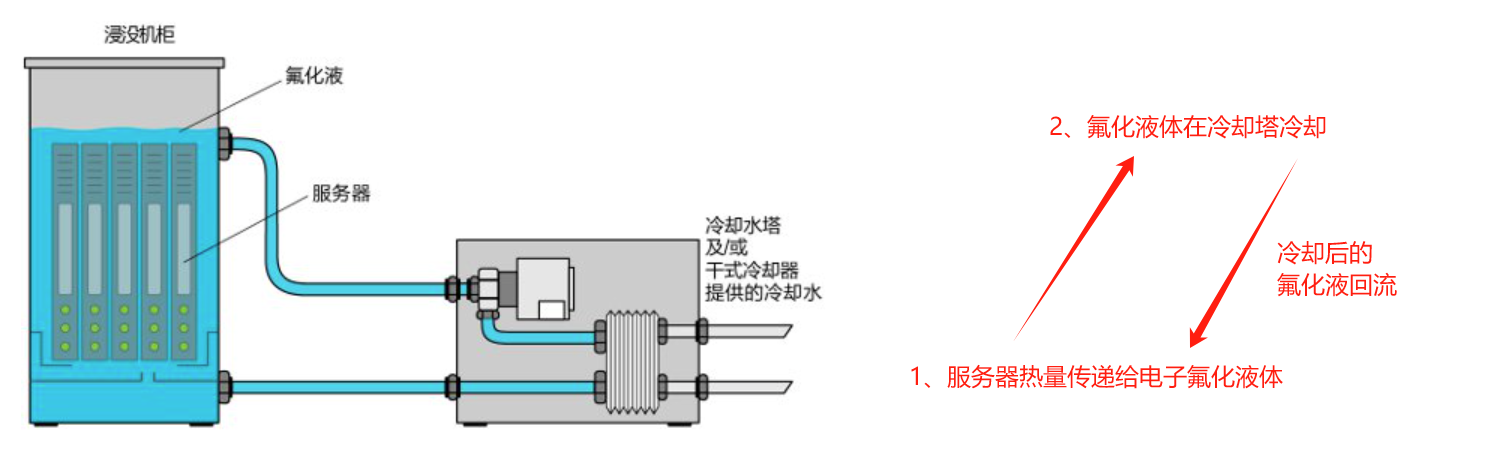 浸没机柜
氟化液
服务器
冷却水塔
及/或
干式冷却器
提供的冷却水
2、氟化液体在冷却塔冷却
冷却后的
氟化液回流
1、服务器热量传递给电子氟化液体